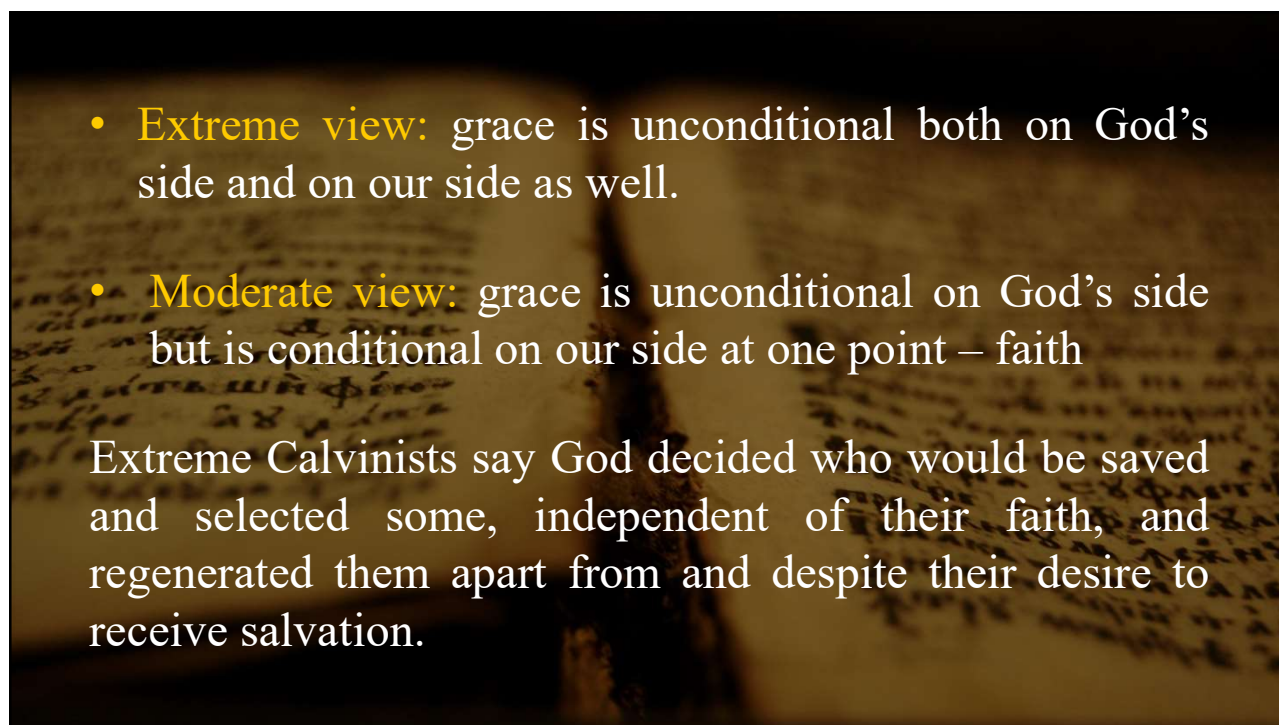 • Extreme view: grace is unconditional both on God’s
side and on our side as well.
• Moderate view: grace is unconditional on God’s side
but is conditional on our side at one point – faith
Extreme Calvinists say God decided who would be saved
and selected some, independent of their faith, and
regenerated them apart from and despite their desire to
receive salvation.